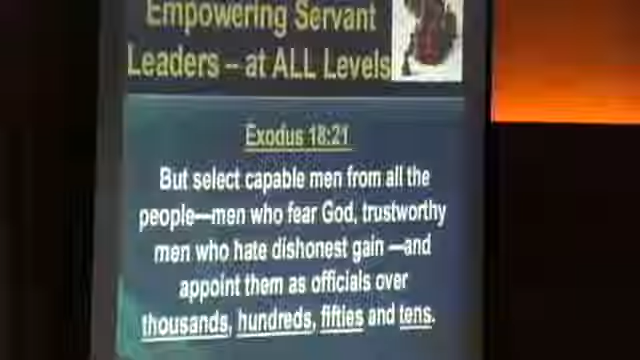 Empowering Servant
Leaders – at ALL Levels
Exodus 18:21
But select capable men from all the
people—men who fear God, trustworthy
men who hate dishonest gain —and
appoint them as officials over
thousands, hundreds, fifties and tens.